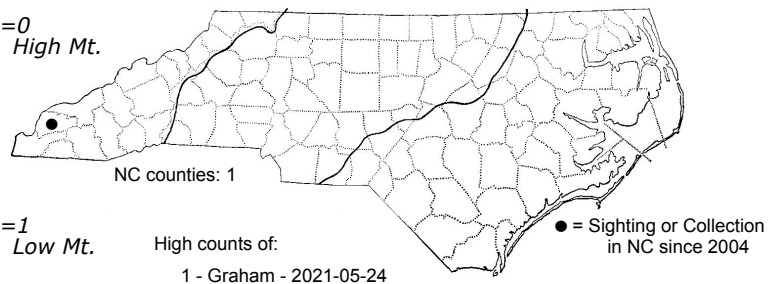 =0
High Mt.
NC counties: 1
=1
Low Mt.
High counts of:
1 - Graham - 2021-05-24
● = Sighting or Collection
in NC since 2004